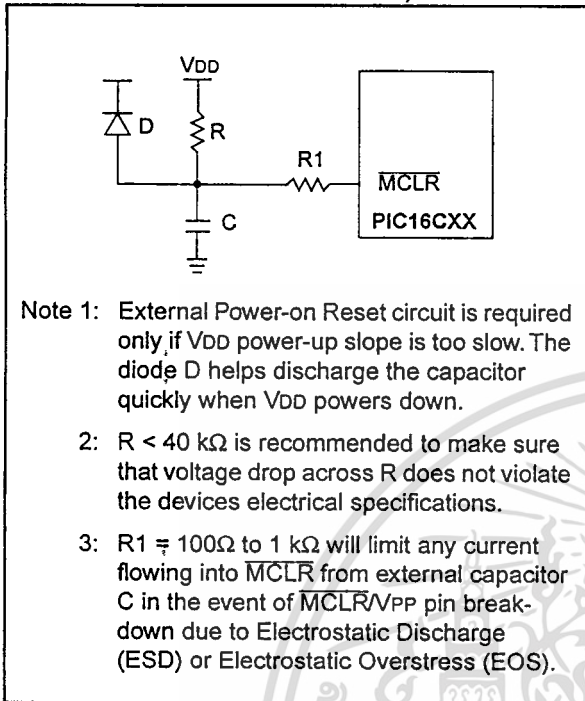 VDD
D
R
R1
MCLR
PIC16CXX
C
Note 1: External Power-on Reset circuit is required
only if VDD power-up slope is too slow. The
diode D helps discharge the capacitor
quickly when VDD powers down.
2: R < 40 kΩ is recommended to make sure
that voltage drop across R does not violate
the devices electrical specifications.
3: R1 = 100Ω to 1 kΩ will limit any current
flowing into MCLR from external capacitor
C in the event of MCLR/VPP pin break-
down due to Electrostatic Discharge
(ESD) or Electrostatic Overstress (EOS).